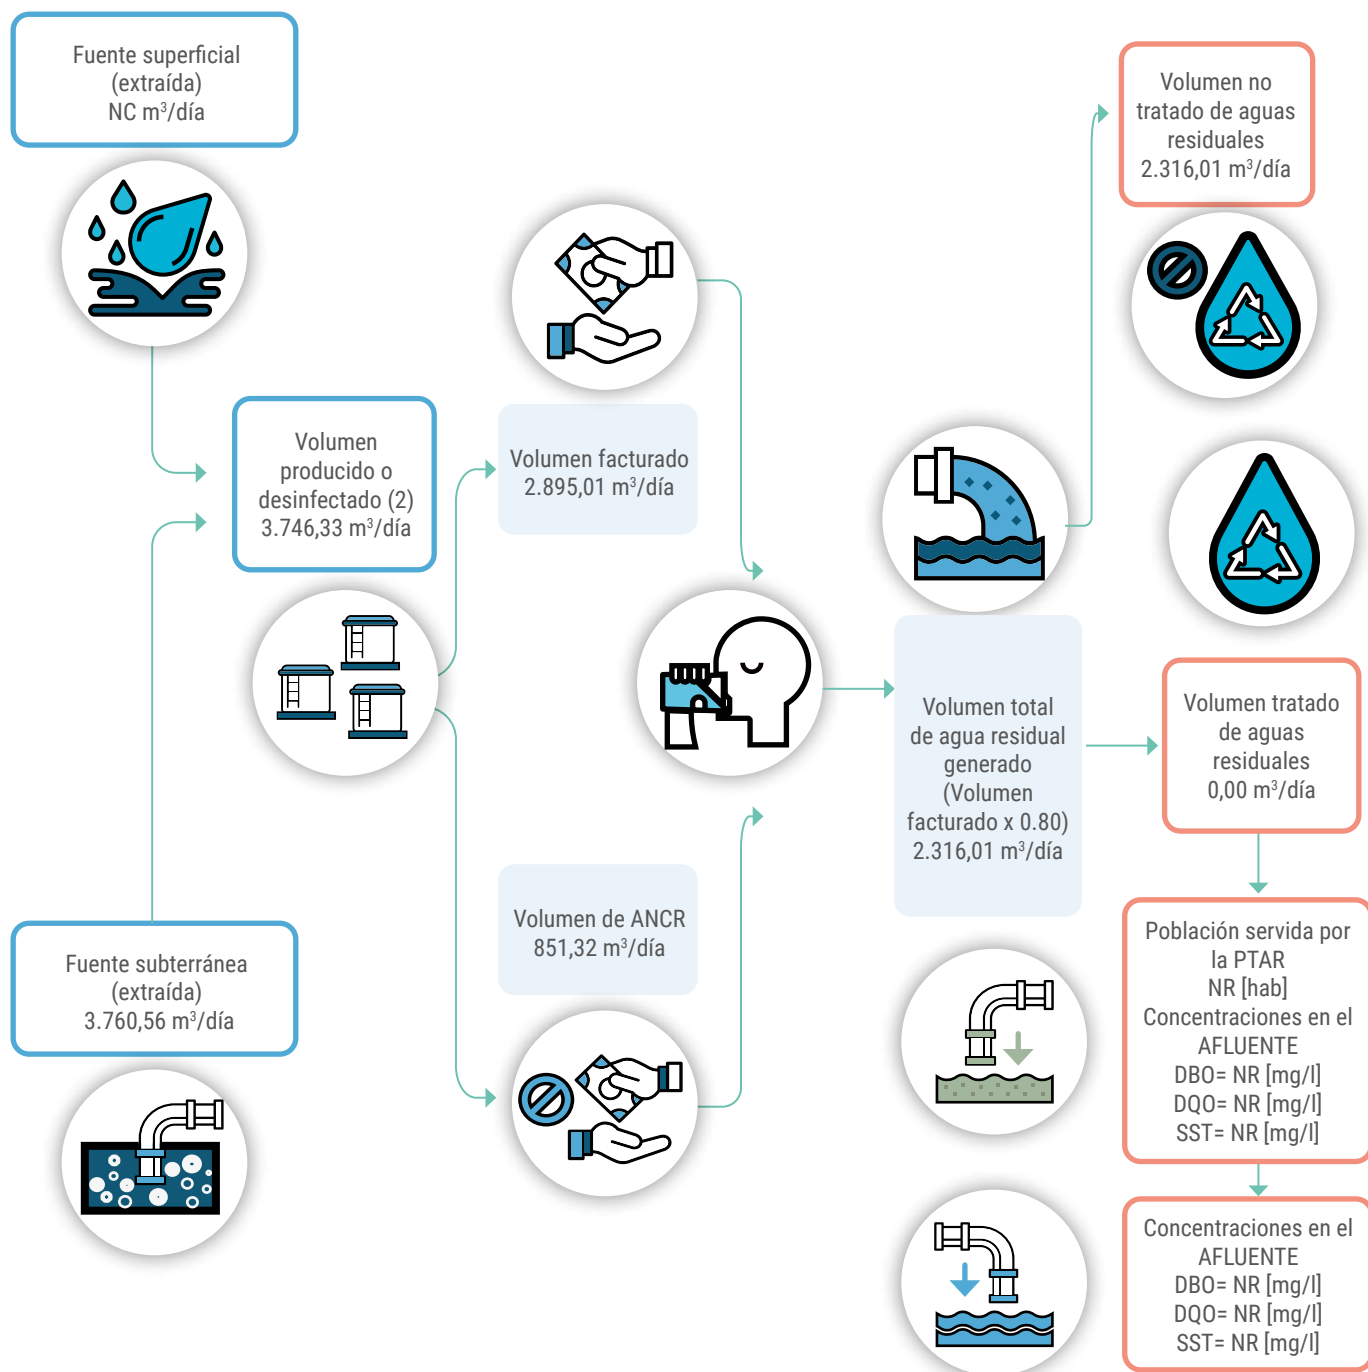 Fuente superficial
(extraída)
NC m³/día
Volumen
producido o
desinfectado (2)
3.746,33 m³/día
Fuente subterránea
(extraída)
3.760,56 m³/día
Volumen facturado
2.895,01 m³/día
Volumen de ANCR
851,32 m³/día
Volumen total
de agua residual
generado
(Volumen
facturado x 0.80)
2.316,01 m³/día
Volumen no
tratado de aguas
residuales
2.316,01 m³/día
Volumen tratado
de aguas
residuales
0,00 m³/día
Población servida por
la PTAR
NR [hab]
Concentraciones en el
AFLUENTE
DBO= NR [mg/l]
DQO= NR [mg/l]
SST= NR [mg/l]
Concentraciones en el
AFLUENTE
DBO= NR [mg/l]
DQO= NR [mg/l]
SST= NR [mg/l]